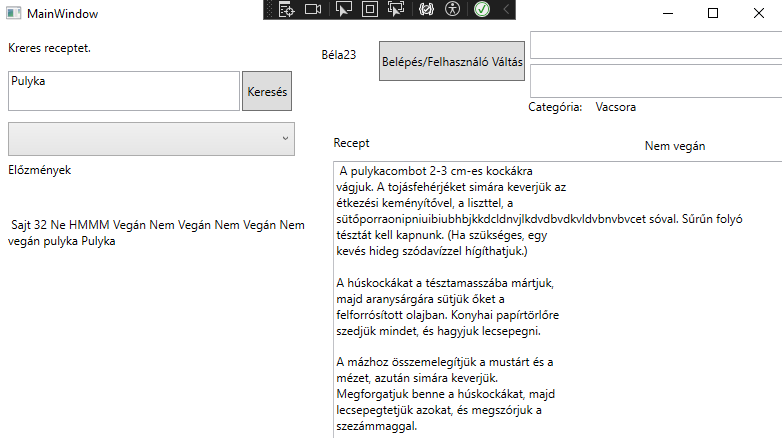 MainWindow
Kreres receptet.
Béla23
Belépés/Felhasználó Váltás
Pulyka
Keresés
Categória: Vacsora
Előzmények
Recept
Nem vegán
Sajt 32 Ne HMMM Vegán Nem Vegán Nem Vegán Nem
vegán pulyka Pulyka
A pulykacombot 2-3 cm-es kockákra
vágjuk. A tojásfehérjéket simára keverjük az
étkezési keményítővel, a liszttel, a
sütőporraonipniuibiubhbjkkdcldnvjlkdvdbvdkvldvbnvbvcet sóval. Sűrűn folyó
tésztát kell kapnunk. (Ha szükséges, egy
kevés hideg szódavízzel hígíthatjuk.)
A húskockákat a tésztamasszába mártjuk,
majd aranysárgára sütjük őket a
felforrósított olajban. Konyhai papírtörlőre
szedjük mindet, és hagyjuk lecsepegni.
A mázhoz összemelegítjük a mustárt és a
mézet, azután simára keverjük.
Megforgatjuk benne a húskockákat, majd
lecsepegtetjük azokat, és megszórjuk a
szezámmaggal.